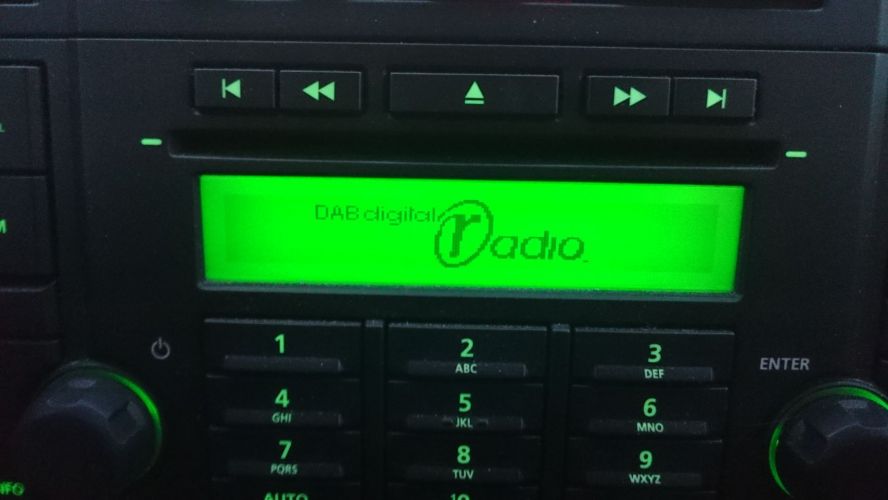 DAB digital
radio
ENTER
1
2
ABC
3
DEF
4
GHI
5
JKL
6
MNO
7
PQRS
8
TUV
9
WXYZ
AUTO
10